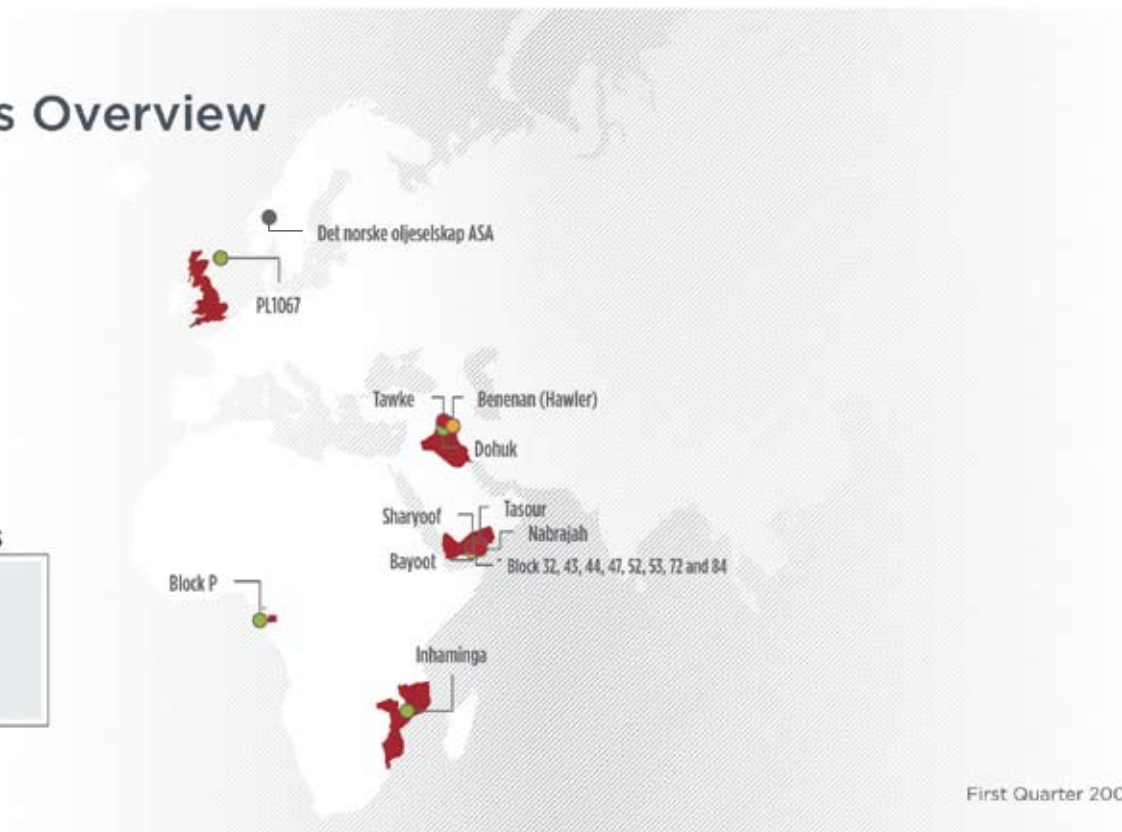 s Overview
Det norske oljeselskap ASA
PL1067
Tawke
Benenan (Hawler)
Dohuk
Sharyoof
Tasour
Nabrajah
Bayoot
Block 32, 43, 44, 47, 52, 53, 72 and 84
s
Block P
Inhaminga
First Quarter 200